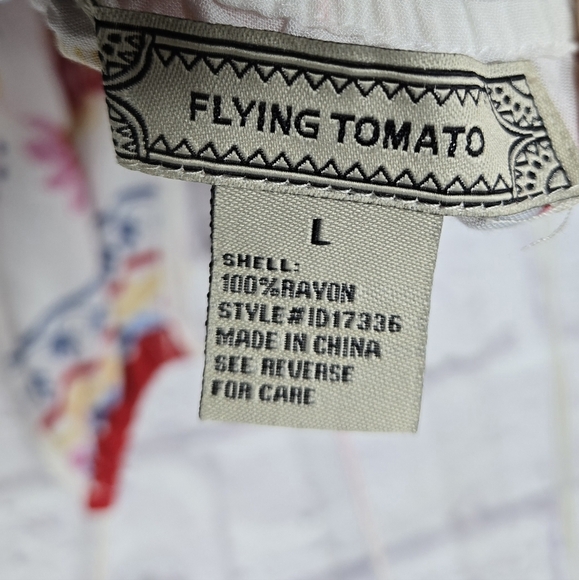 FLYING TOMATO
L
SHELL:
100%RAYON
STYLE#ID17336
MADE IN CHINA
SEE REVERSE
FOR CARE